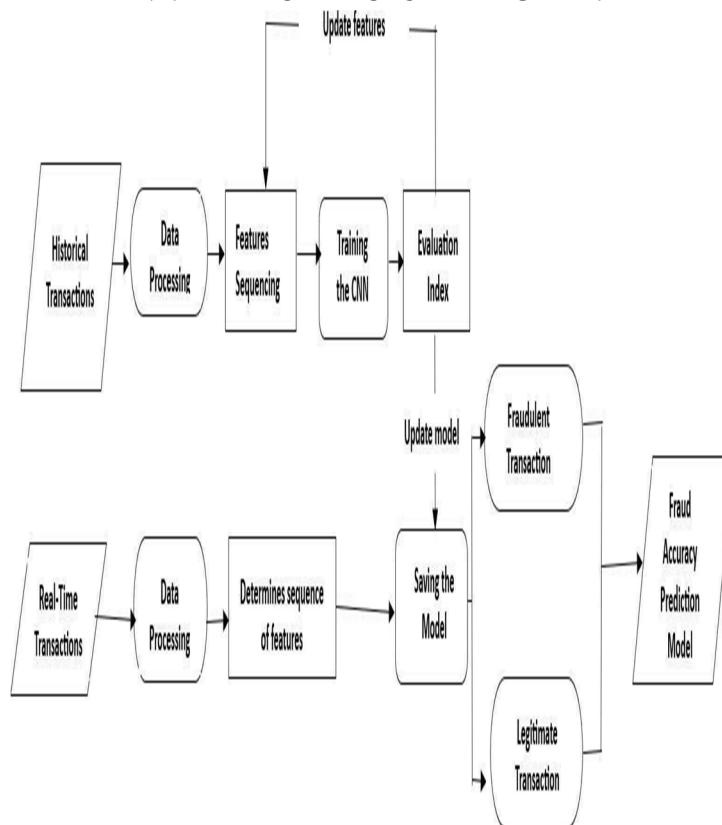 Update features
Historical
Transactions
Data
Processing
Features
Sequencing
Training
the CNN
Evaluation
Index
Update model
Fraudulent
Transaction
Fraud
Accuracy
Prediction
Model
Real-Time
Transactions
Data
Processing
Determines sequence
of features
Saving the
Model
Legitimate
Transaction